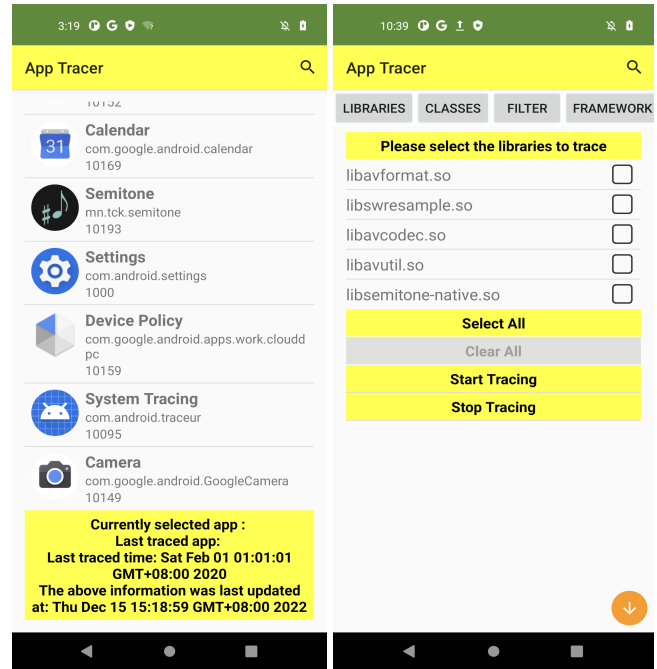 3:19
App Tracer
10152
Calendar
31
com.google.android.calendar
10169
Semitone
mn.tck.semitone
10193
Settings
com.android.settings
1000
Device Policy
com.google.android.apps.work.cloudd
pc
10159
System Tracing
com.android.traceur
10095
Camera
com.google.android.GoogleCamera
10149
Currently selected app :
Last traced app:
Last traced time: Sat Feb 01 01:01:01
GMT+08:00 2020
The above information was last updated
at: Thu Dec 15 15:18:59 GMT+08:00 2022
10:39
App Tracer
LIBRARIES CLASSES FILTER FRAMEWORK
Please select the libraries to trace
libavformat.so
libswresample.so
libavcodec.so
libavutil.so
libsemitone-native.so
Select All
Clear All
Start Tracing
Stop Tracing